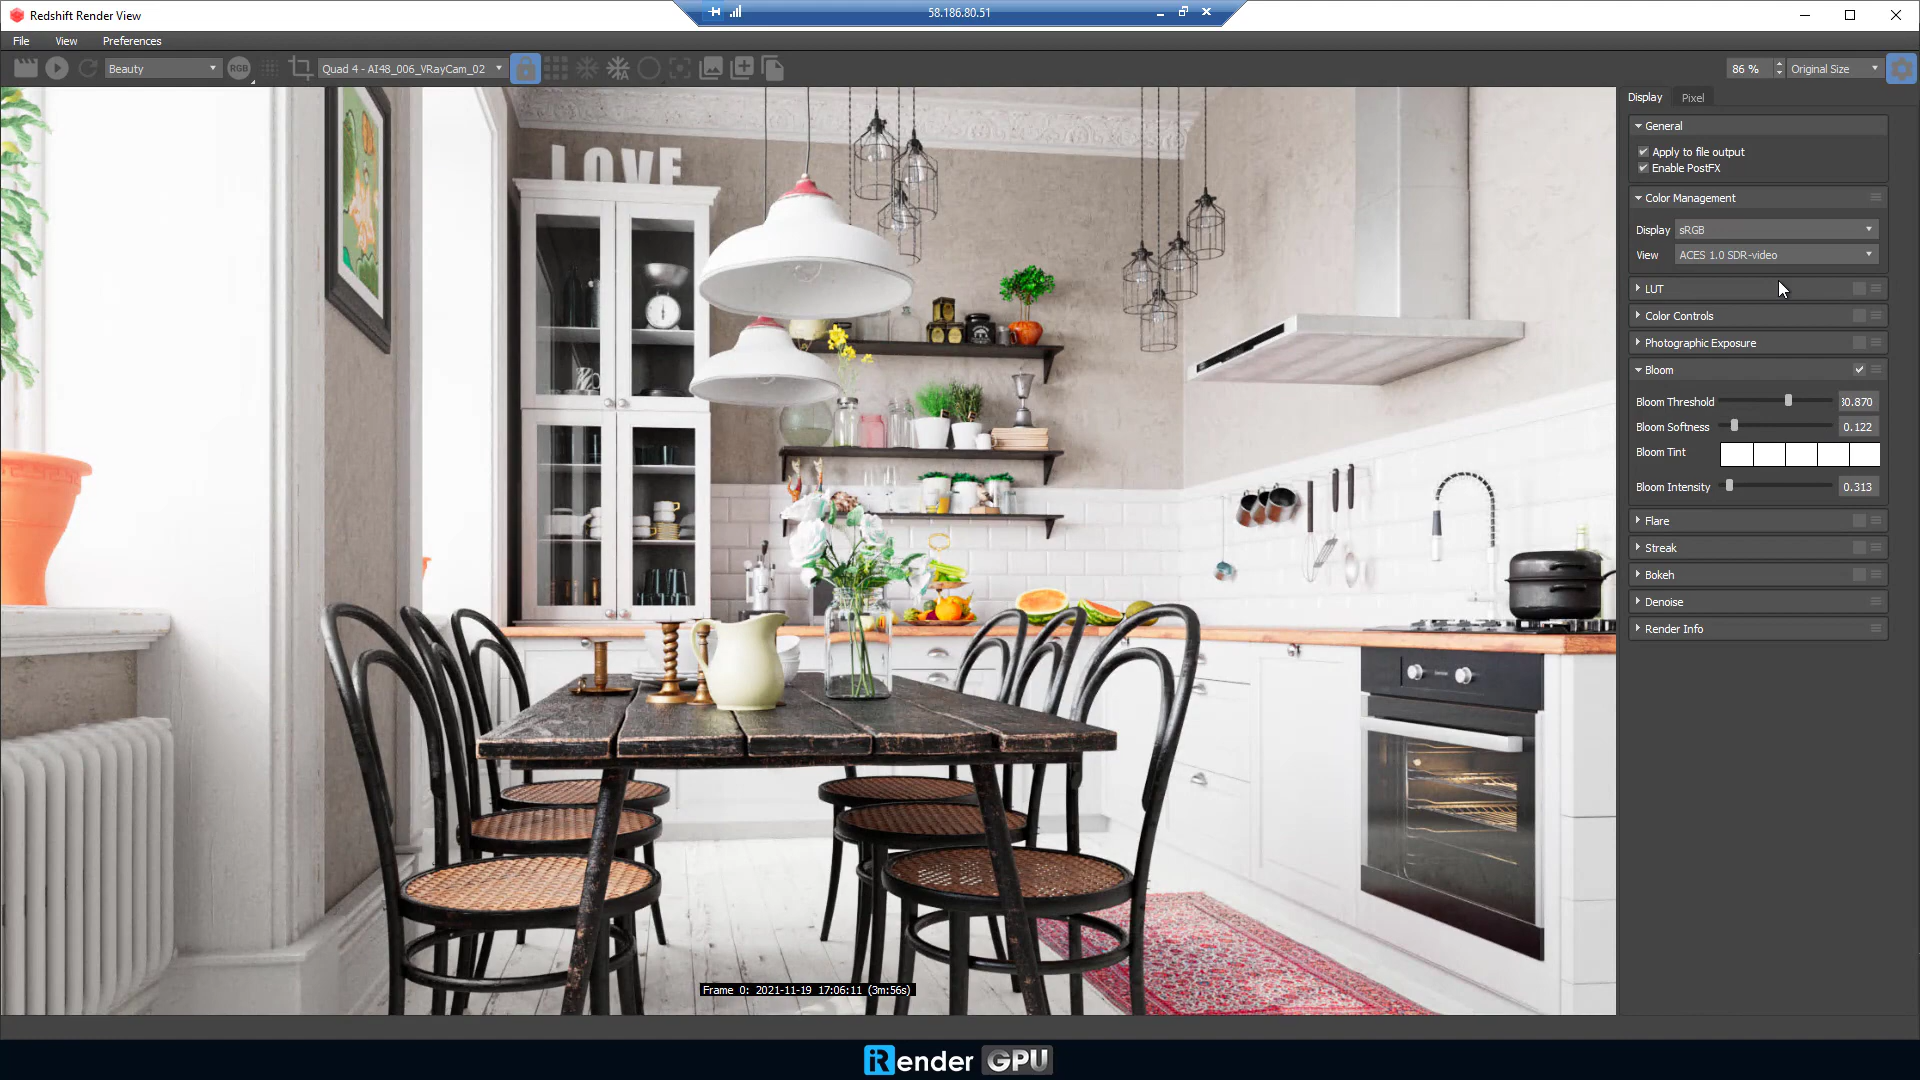 Redshift Render View
58.186.80.51
File View Preferences
Beauty
RGB
Quad 4 - AI48_006_VRayCam_02
86 %
Original Size
Display Pixel
General
Apply to file output
Enable PostFX
Color Management
Display sRGB
View ACES 1.0 SDR-video
LUT
Color Controls
Photographic Exposure
Bloom
Bloom Threshold 30.870
Bloom Softness 0.122
Bloom Tint
Bloom Intensity 0.313
Flare
Streak
Bokeh
Denoise
Render Info
LOVE
Frame 0: 2021-11-19 17:06:11 (3m:56s)
iRender GPU